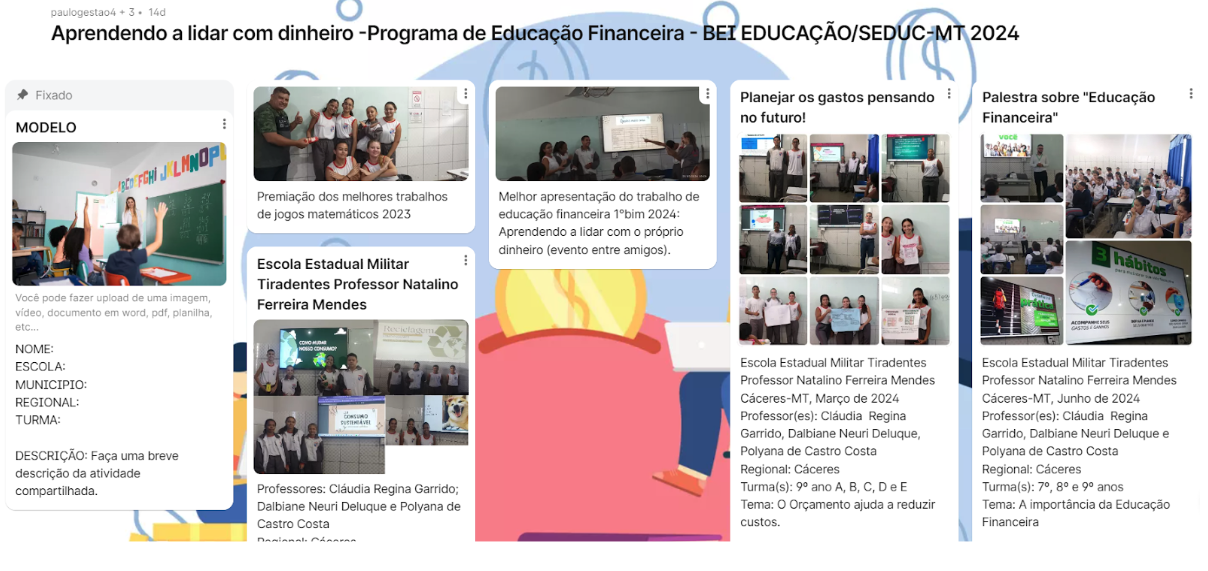 paulogestao4 + 3 • 14d
Aprendendo a lidar com dinheiro -Programa de Educação Financeira - BEI EDUCAÇÃO/SEDUC-MT 2024
Fixado
MODELO
ABCDEFGHI JKLMNOP
Você pode fazer upload de uma imagem,
vídeo, documento em word, pdf, planilha,
etc...
NOME:
ESCOLA:
MUNICIPIO:
REGIONAL:
TURMA:
DESCRIÇÃO: Faça uma breve
descrição da atividade
compartilhada.
Premiação dos melhores trabalhos
de jogos matemáticos 2023
Escola Estadual Militar
Tiradentes Professor Natalino
Ferreira Mendes
COMO MUDAR
NOSSO CONSUMO?
Reciclagem
CONSUMO
SUSTENTÁVEL
Professores: Cláudia Regina Garrido;
Dalbiane Neuri Deluque e Polyana de
Castro Costa
Regional: Cáceres
Melhor apresentação do trabalho de
educação financeira 1°bim 2024:
Aprendendo a lidar com o próprio
dinheiro (evento entre amigos).
Planejar os gastos pensando
no futuro!
Escola Estadual Militar Tiradentes
Professor Natalino Ferreira Mendes
Cáceres-MT, Março de 2024
Professor(es): Cláudia Regina
Garrido, Dalbiane Neuri Deluque,
Polyana de Castro Costa
Regional: Cáceres
Turma(s): 9º ano A, B, C, D e E
Tema: O Orçamento ajuda a reduzir
custos.
Palestra sobre "Educação
Financeira"
VOCÊ
3 hábitos
ACOMPANHE SEUS
GASTOS E GANHOS
prática
Escola Estadual Militar Tiradentes
Professor Natalino Ferreira Mendes
Cáceres-MT, Junho de 2024
Professor(es): Cláudia Regina
Garrido, Dalbiane Neuri Deluque e
Polyana de Castro Costa
Regional: Cáceres
Turma(s): 7º, 8º e 9º anos
Tema: A importância da Educação
Financeira